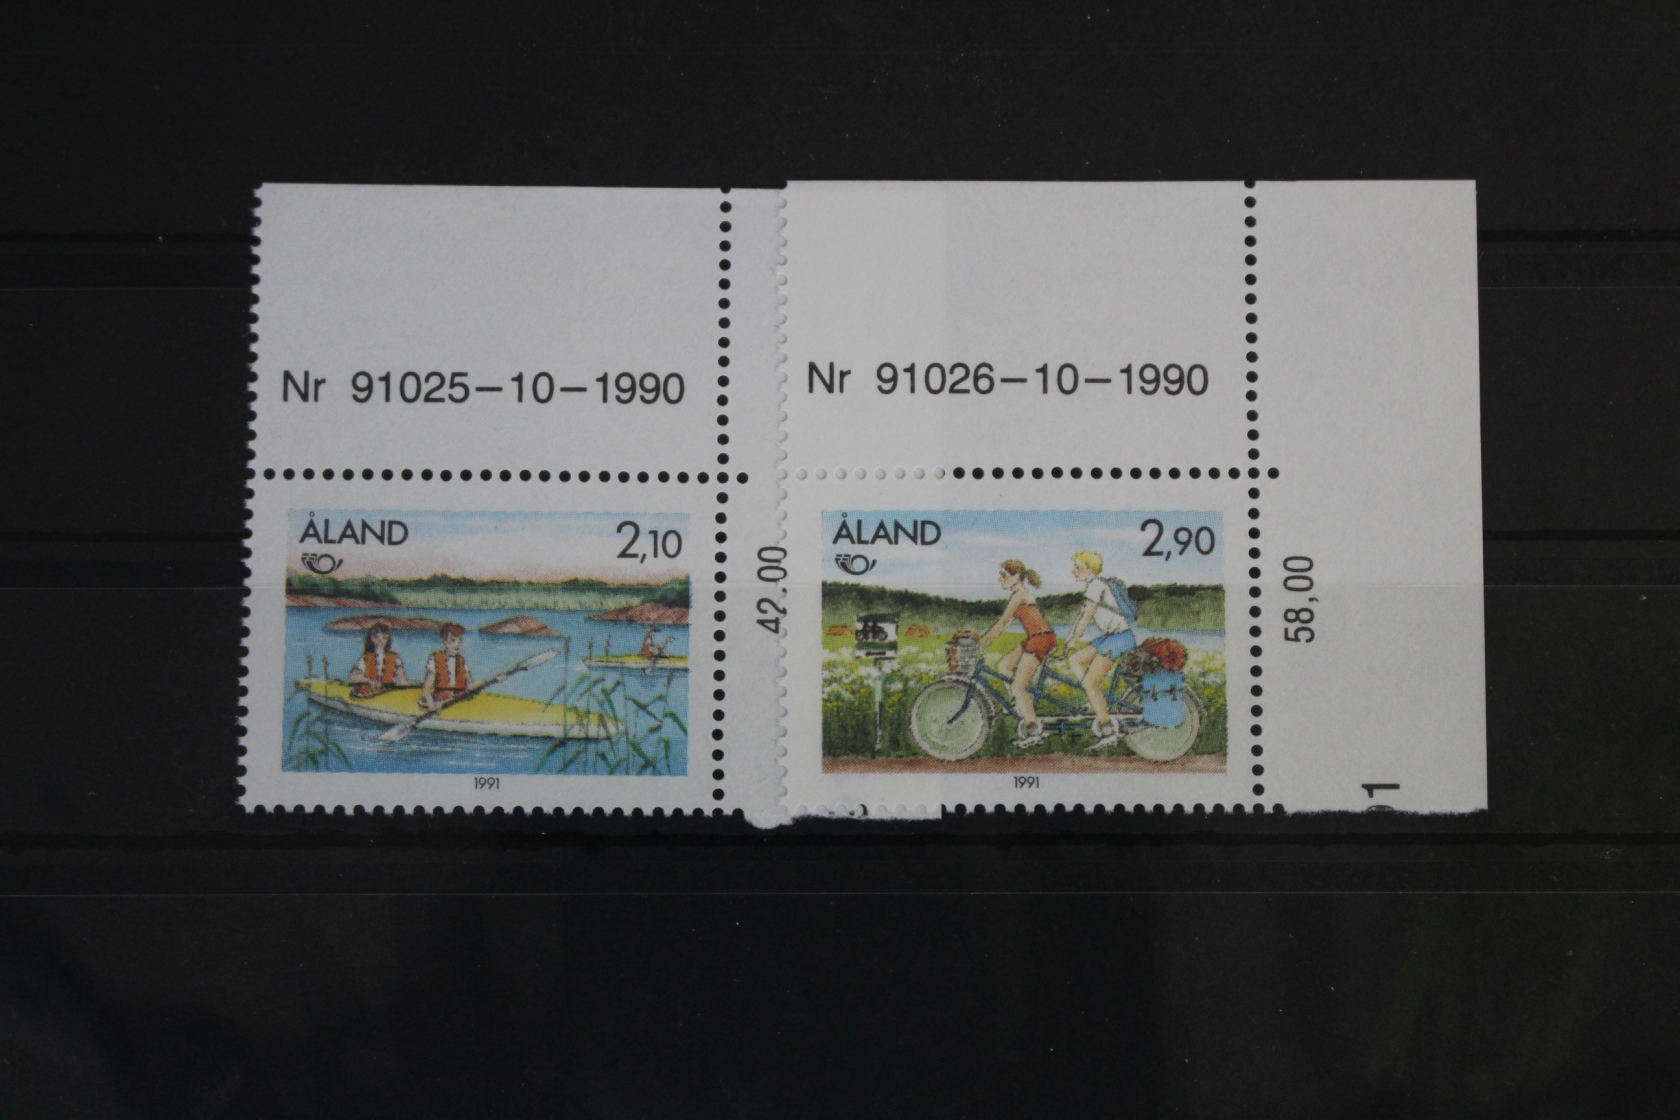 Nr 91025–10–1990
ÅLAND 2,10
42.00
1991
Nr 91026–10–1990
ÅLAND 2,90
58,00
1991